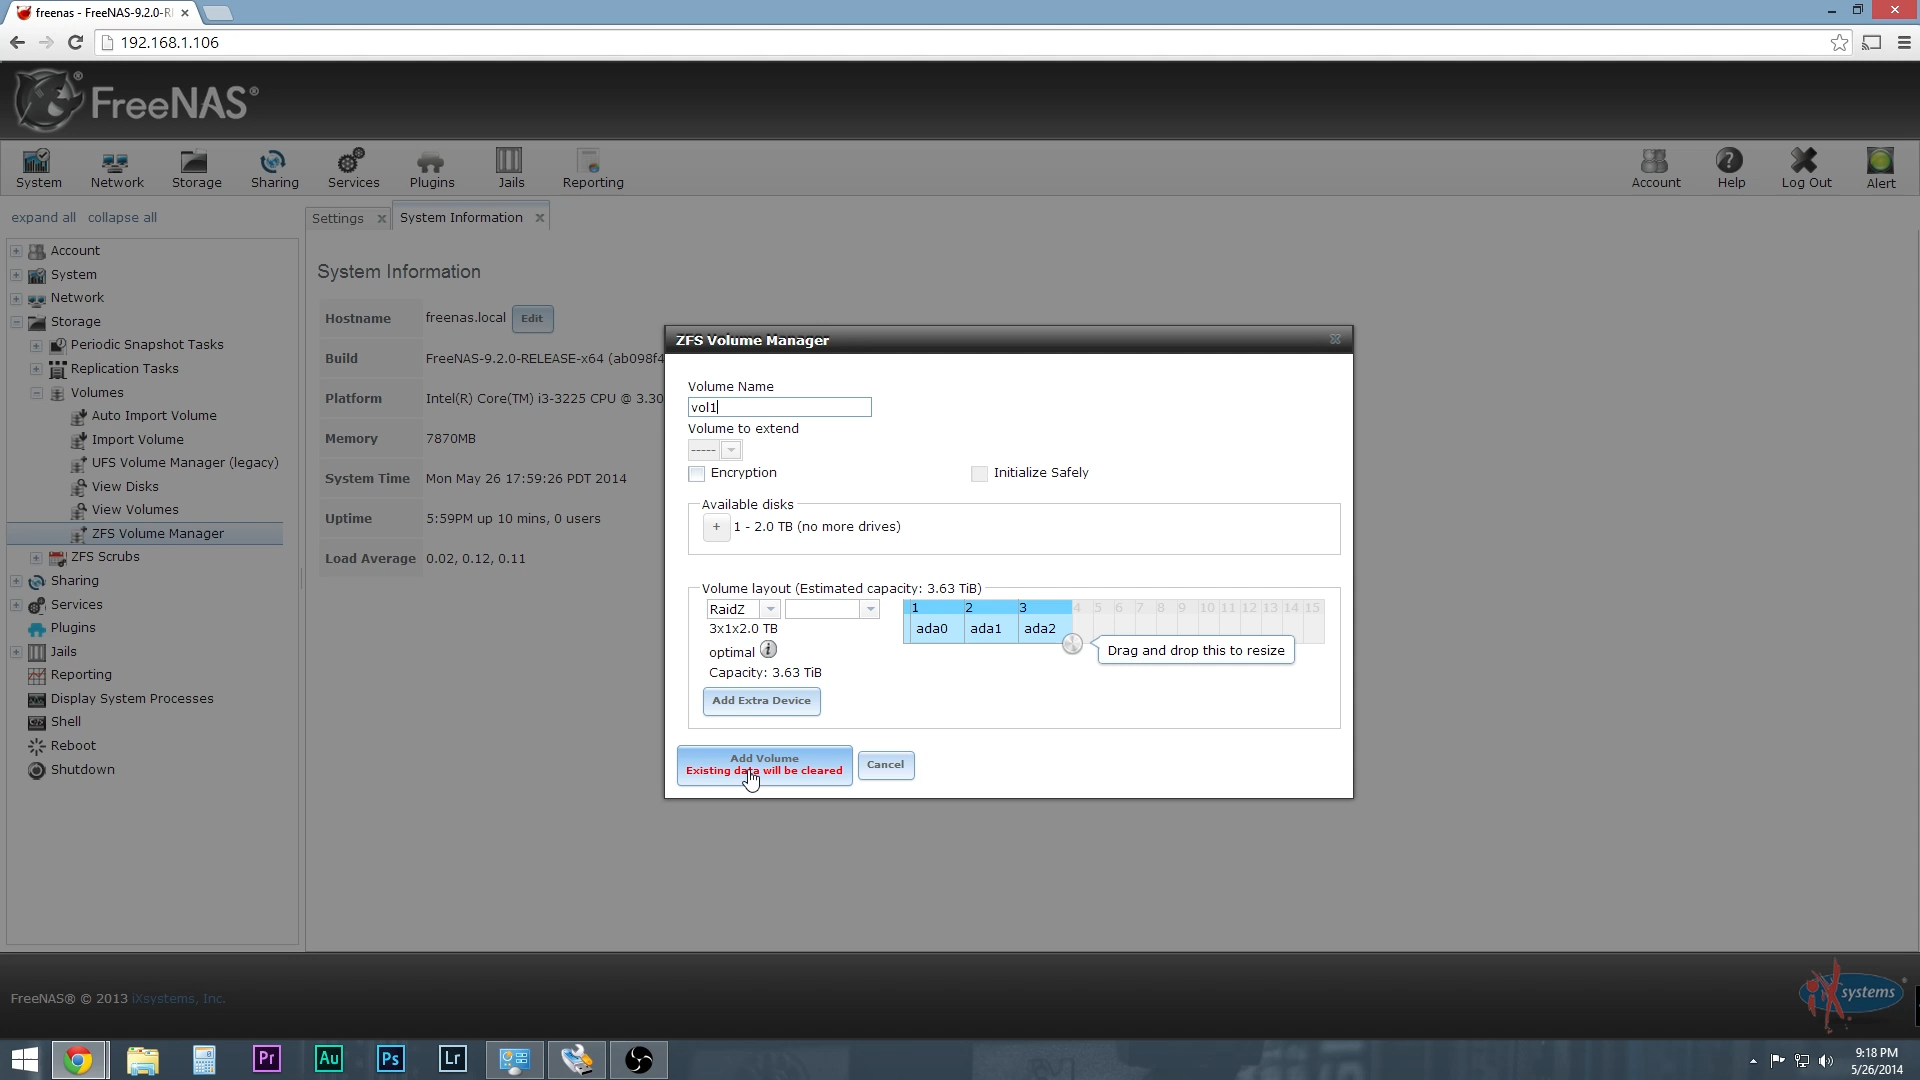 freenas - FreeNAS-9.2.0-RE
192.168.1.106
FreeNAS®
System
Network
Storage
Sharing
Services
Plugins
Jails
Reporting
Account
Help
Log Out
Alert
expand all collapse all
Account
System
Network
Storage
Periodic Snapshot Tasks
Replication Tasks
Volumes
Auto Import Volume
Import Volume
UFS Volume Manager (legacy)
View Disks
View Volumes
ZFS Volume Manager
ZFS Scrubs
Sharing
Services
Plugins
Jails
Reporting
Display System Processes
Shell
Reboot
Shutdown
Settings
System Information
System Information
Hostname freenas.local Edit
Build FreeNAS-9.2.0-RELEASE-x64 (ab098f4
Platform Intel(R) Core(TM) i3-3225 CPU @ 3.30
Memory 7870MB
System Time Mon May 26 17:59:26 PDT 2014
Uptime 5:59PM up 10 mins, 0 users
Load Average 0.02, 0.12, 0.11
ZFS Volume Manager
Volume Name
vol1
Volume to extend
-----
Encryption
Initialize Safely
Available disks
+ 1 - 2.0 TB (no more drives)
Volume layout (Estimated capacity: 3.63 TiB)
RaidZ
1 2 3 4 5 6 7 8 9 10 11 12 13 14 15
3x1x2.0 TB
ada0 ada1 ada2
optimal
Drag and drop this to resize
Capacity: 3.63 TiB
Add Extra Device
Add Volume
Existing data will be cleared
Cancel
FreeNAS® © 2013 iXsystems, Inc.
iXsystems
Pr
Au
Ps
Lr
9:18 PM
5/26/2014